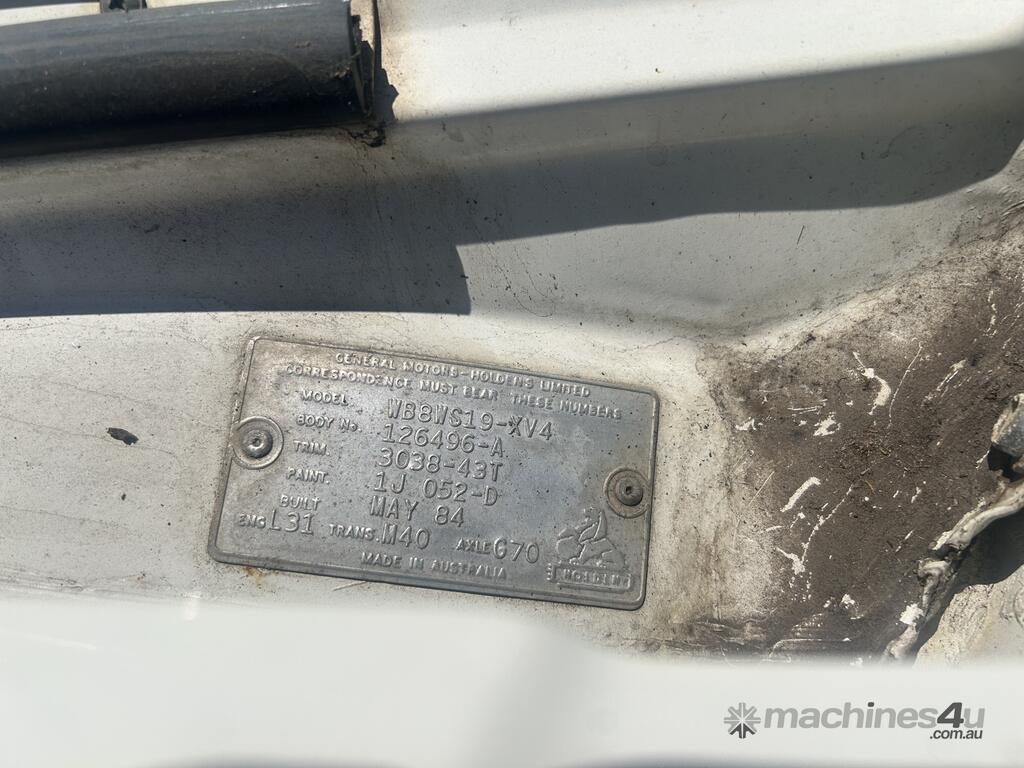 GENERAL MOTORS-HOLDENS LIMITED
CORRESPONDENCE MUST BEAR THESE NUMBERS
MODEL. WB8WS19-XV4
BODY No. 126496-A
TRIM. 3038-43T
PAINT. 1J 052-D
BUILT MAY 84
ENG L31 TRANS. M40 AXLE G70
MADE IN AUSTRALIA
HOLDEN
machines4u
.com.au